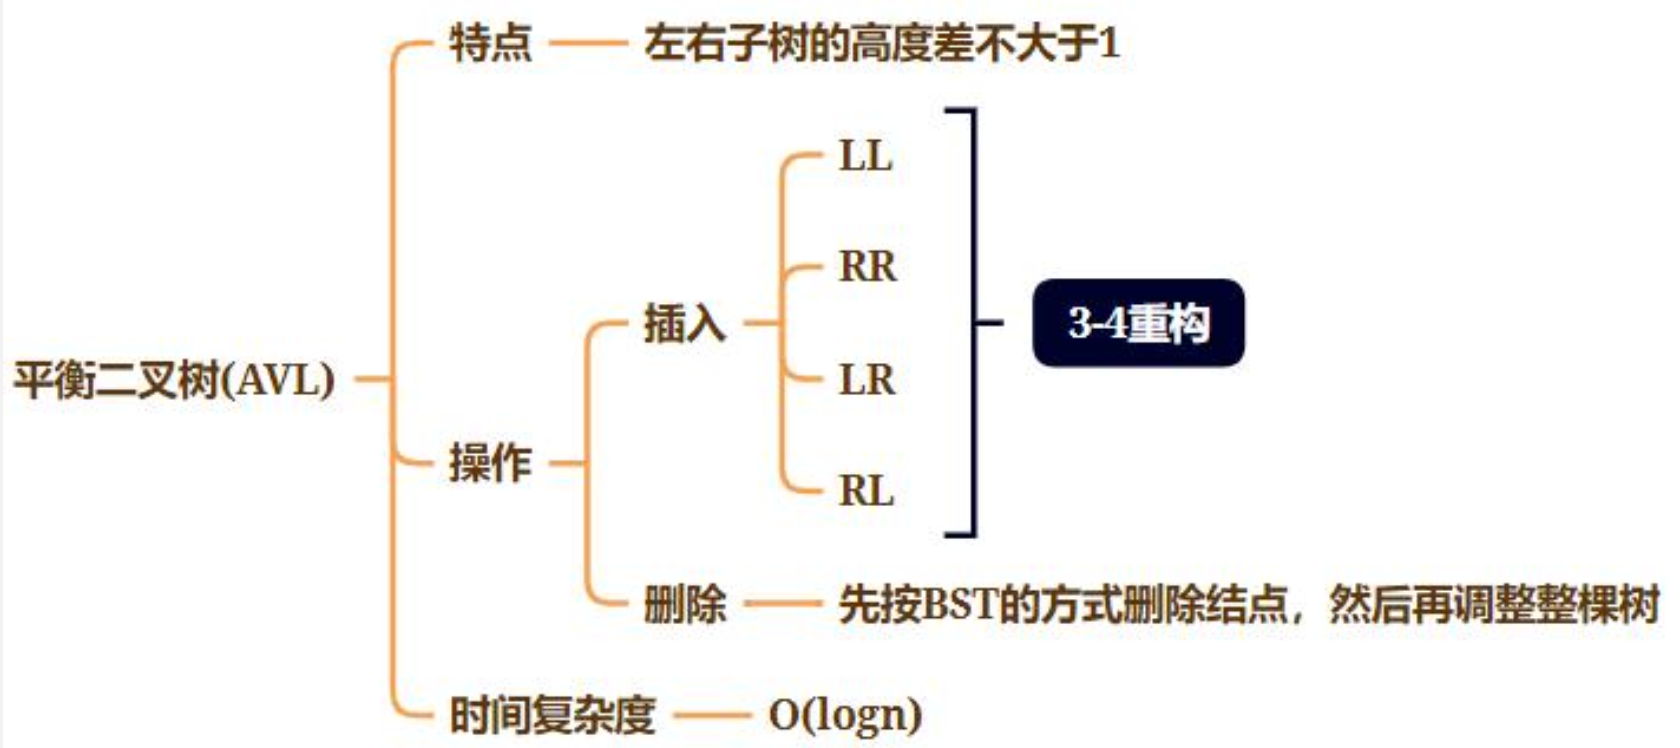 特点
左右子树的高度差不大于1
LL
RR
插入
3-4重构
平衡二叉树(AVL)
LR
操作
RL
删除
先按BST的方式删除结点，然后再调整整棵树
时间复杂度
O(logn)